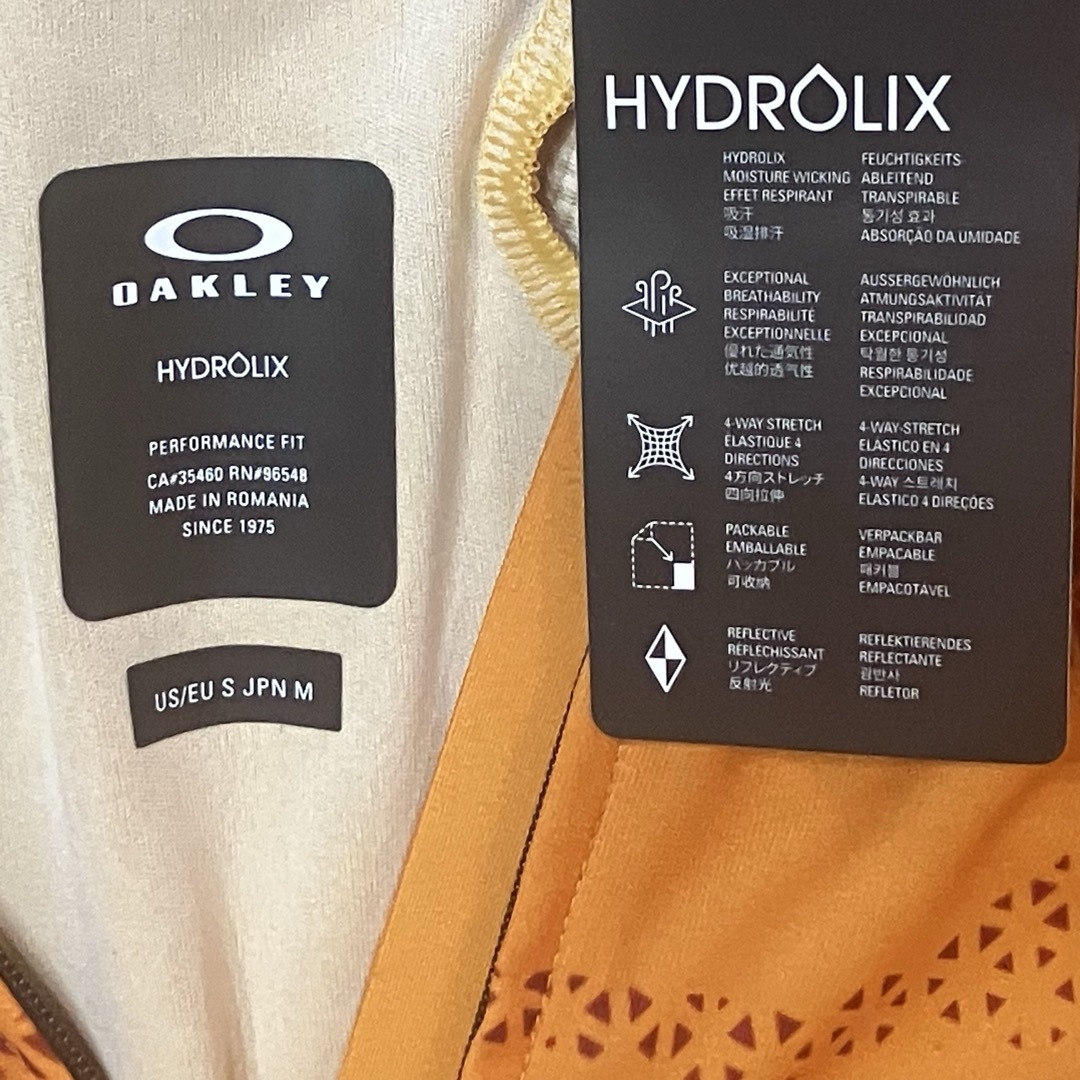 OAKLEY
HYDROLIX
PERFORMANCE FIT
CA#35460 RN#96548
MADE IN ROMANIA
SINCE 1975
US/EU S JPN M
HYDROLIX
HYDROLIX
MOISTURE WICKING
EFFET RESPIRANT
吸汗
吸湿排汗
FEUCHTIGKEITS
ABLEITEND
TRANSPIRABLE
통기성 효과
ABSORÇÃO DA UMIDADE
AIR
EXCEPTIONAL
BREATHABILITY
RESPIRABILITÉ
EXCEPTIONNELLE
優れた通気性
优越的透气性
AUSSERGEWÖHNLICH
ATMUNGSAKTIVITÄT
TRANSPIRABILIDAD
EXCEPCIONAL
탁월한 통기성
RESPIRABILIDADE
EXCEPCIONAL
4-WAY STRETCH
ÉLASTIQUE 4
DIRECTIONS
4方向ストレッチ
四向拉伸
4-WAY-STRETCH
ELÁSTICO EN 4
DIRECCIONES
4-WAY 스트레치
ELÁSTICO 4 DIREÇÕES
PACKABLE
EMBALLABLE
パッカブル
可收纳
VERPACKBAR
EMPACABLE
패커블
EMPACOTÁVEL
REFLECTIVE
RÉFLÉCHISSANT
リフレクティブ
反射光
REFLEKTIERENDES
REFLECTANTE
광반사
REFLETOR